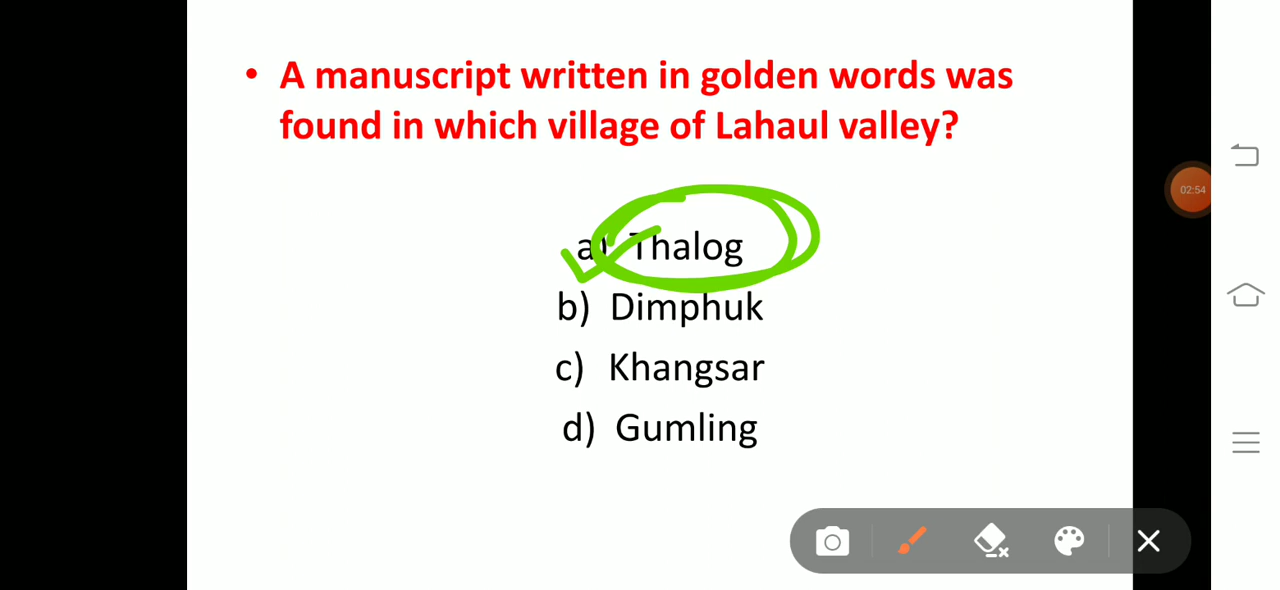 • A manuscript written in golden words was
found in which village of Lahaul valley?
a) Thalog
b) Dimphuk
c) Khangsar
d) Gumling
02:54